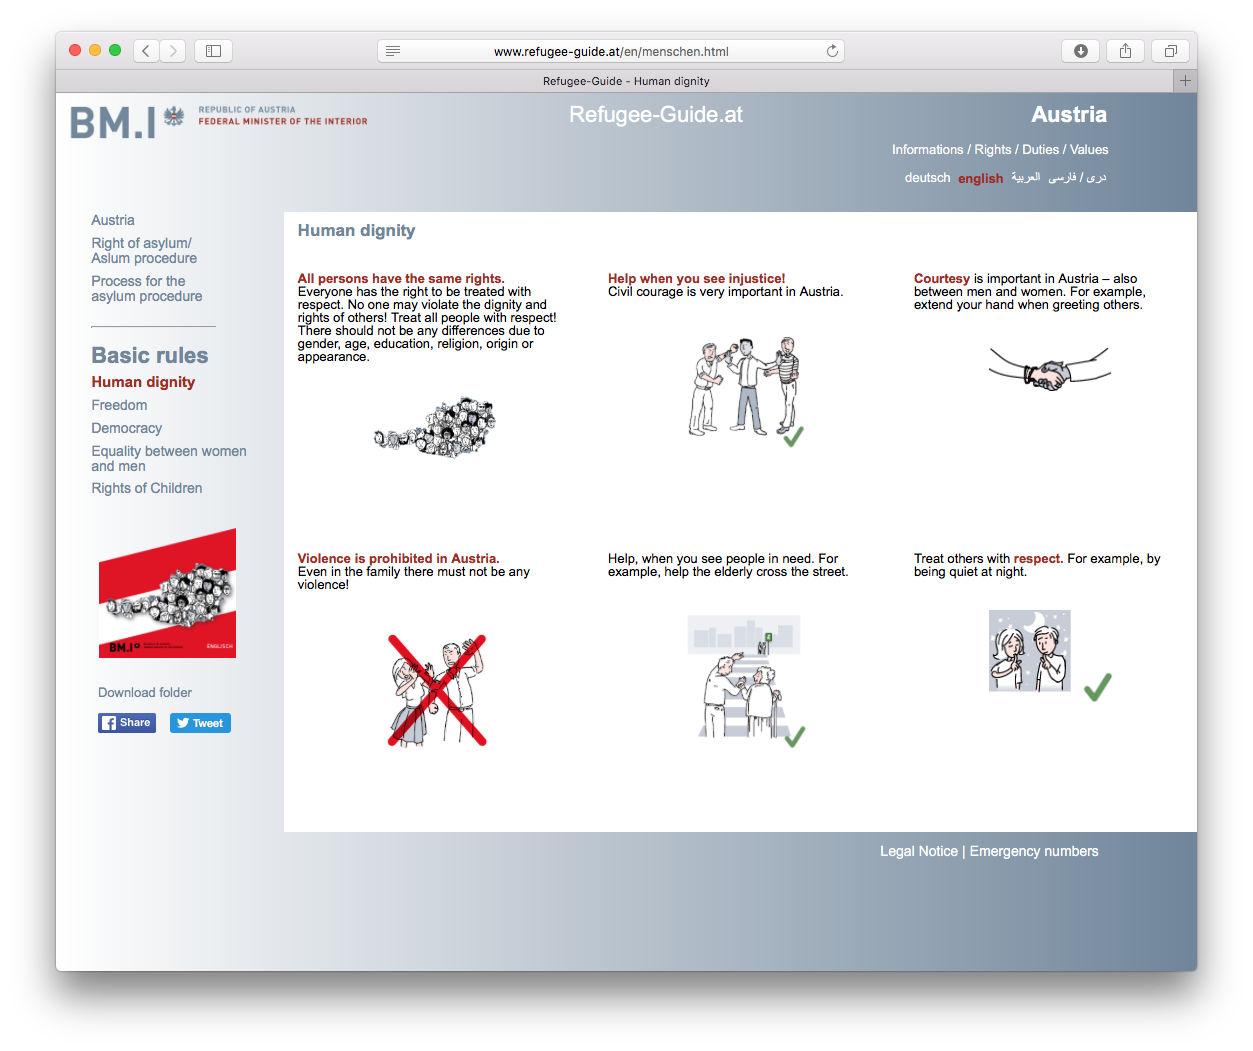 www.refugee-guide.at/en/menschen.html
Refugee-Guide - Human dignity
BM.I
REPUBLIC OF AUSTRIA
FEDERAL MINISTER OF THE INTERIOR
Refugee-Guide.at
Austria
Informations / Rights / Duties / Values
deutsch english العربية دری / فارسی
Austria
Right of asylum/
Aslum procedure
Process for the
asylum procedure
Basic rules
Human dignity
Freedom
Democracy
Equality between women
and men
Rights of Children
BM.I
ENGLISCH
Download folder
Share
Tweet
Human dignity
All persons have the same rights.
Everyone has the right to be treated with
respect. No one may violate the dignity and
rights of others! Treat all people with respect!
There should not be any differences due to
gender, age, education, religion, origin or
appearance.
Help when you see injustice!
Civil courage is very important in Austria.
Courtesy is important in Austria – also
between men and women. For example,
extend your hand when greeting others.
Violence is prohibited in Austria.
Even in the family there must not be any
violence!
Help, when you see people in need. For
example, help the elderly cross the street.
Treat others with respect. For example, by
being quiet at night.
Legal Notice | Emergency numbers